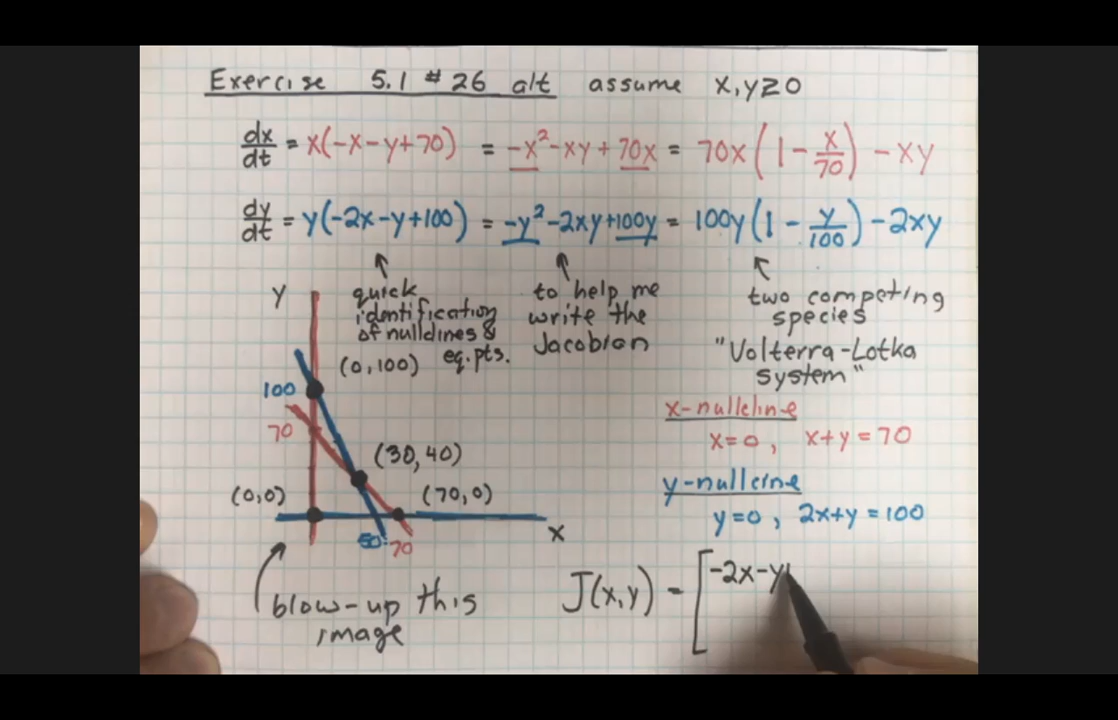 Exercise 5.1 #26 alt assume x,y≥0
dx/dt = x(-x-y+70) = -x²-xy+70x = 70x(1-x/70)-xy
dy/dt = y(-2x-y+100) = -y²-2xy+100y = 100y(1-y/100)-2xy
quick
identification
of nullclines &
eq. pts.
to help me
write the
Jacobian
two competing
species
"Volterra-Lotka
system"
y
(0,100)
100
70
(30,40)
(0,0)
(70,0)
50
70
x
blow-up this
image
x-nullcline
x=0, x+y=70
y-nullcline
y=0, 2x+y=100
J(x,y) = [-2x-y